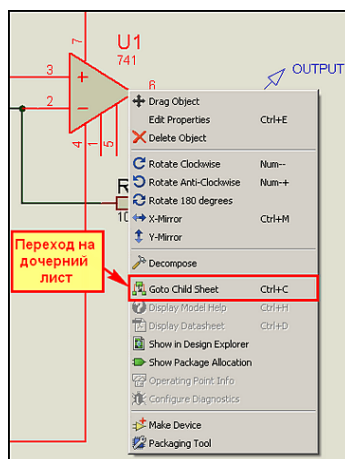 U1
741
7
3
2
6
4
1
5
OUTPUT
Drag Object
Edit Properties Ctrl+E
Delete Object
Rotate Clockwise Num--
Rotate Anti-Clockwise Num-+
Rotate 180 degrees
X-Mirror Ctrl+M
Y-Mirror
Decompose
Goto Child Sheet Ctrl+C
Display Model Help Ctrl+H
Display Datasheet Ctrl+D
Show in Design Explorer
Show Package Allocation
Operating Point Info
Configure Diagnostics
Make Device
Packaging Tool
R
10
Переход на
дочерний
лист